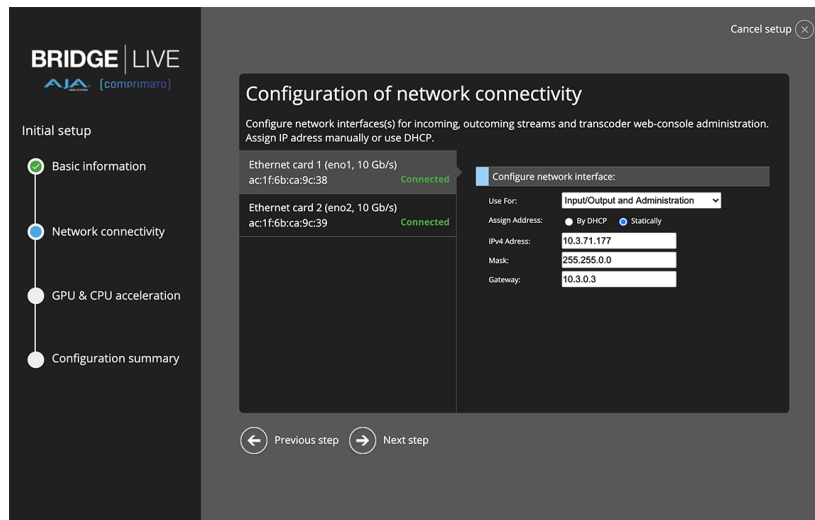 Cancel setup
BRIDGE LIVE
AJA [comprimato]
Initial setup
Basic information
Network connectivity
GPU & CPU acceleration
Configuration summary
Configuration of network connectivity
Configure network interfaces(s) for incoming, outcoming streams and transcoder web-console administration.
Assign IP adress manually or use DHCP.
Ethernet card 1 (eno1, 10 Gb/s)
ac:1f:6b:ca:9c:38 Connected
Ethernet card 2 (eno2, 10 Gb/s)
ac:1f:6b:ca:9c:39 Connected
Configure network interface:
Use For: Input/Output and Administration
Assign Address: By DHCP Statically
IPv4 Adress: 10.3.71.177
Mask: 255.255.0.0
Gateway: 10.3.0.3
Previous step Next step